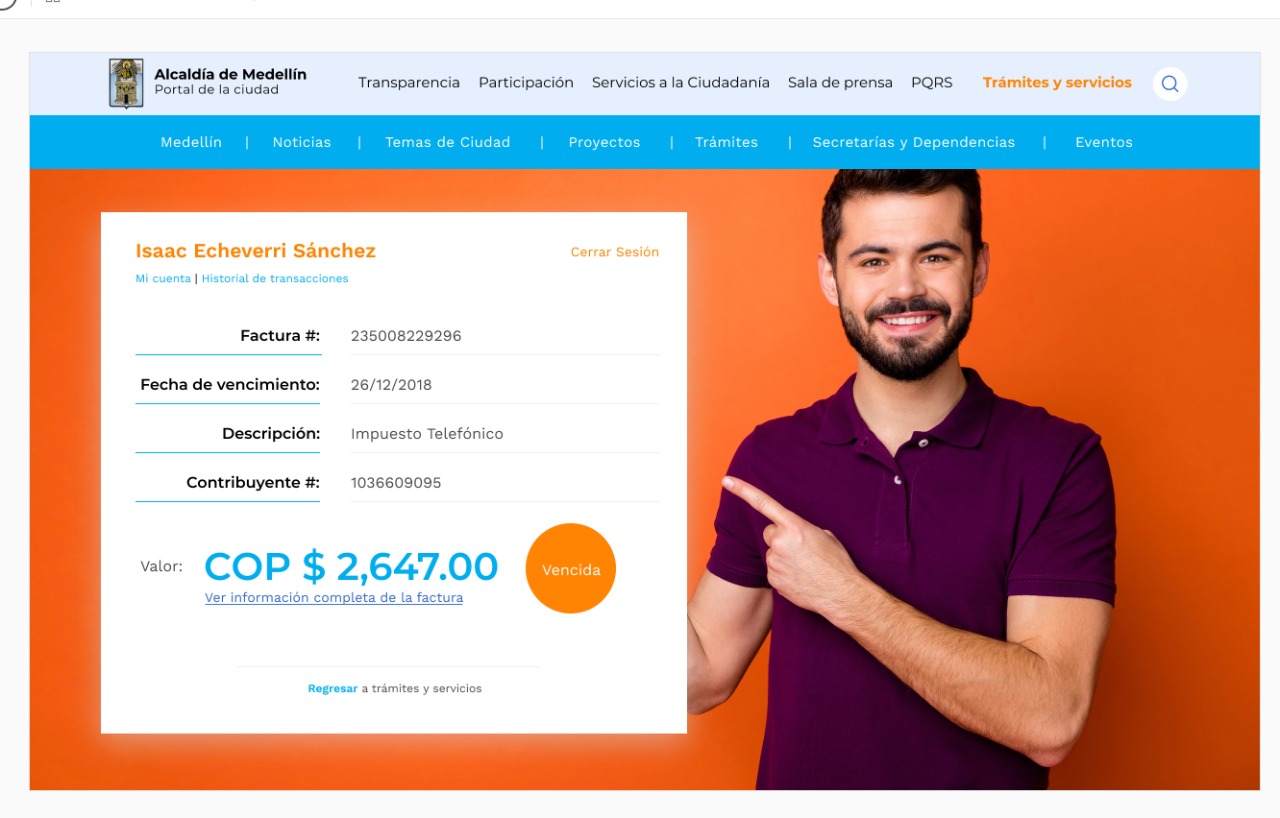 Alcaldía de Medellín
Portal de la ciudad
Transparencia Participación Servicios a la Ciudadanía Sala de prensa PQRS Trámites y servicios
Medellín | Noticias | Temas de Ciudad | Proyectos | Trámites | Secretarías y Dependencias | Eventos
Isaac Echeverri Sánchez
Cerrar Sesión
Mi cuenta | Historial de transacciones
Factura #: 235008229296
Fecha de vencimiento: 26/12/2018
Descripción: Impuesto Telefónico
Contribuyente #: 1036609095
Valor: COP $ 2,647.00 Vencida
Ver información completa de la factura
Regresar a trámites y servicios